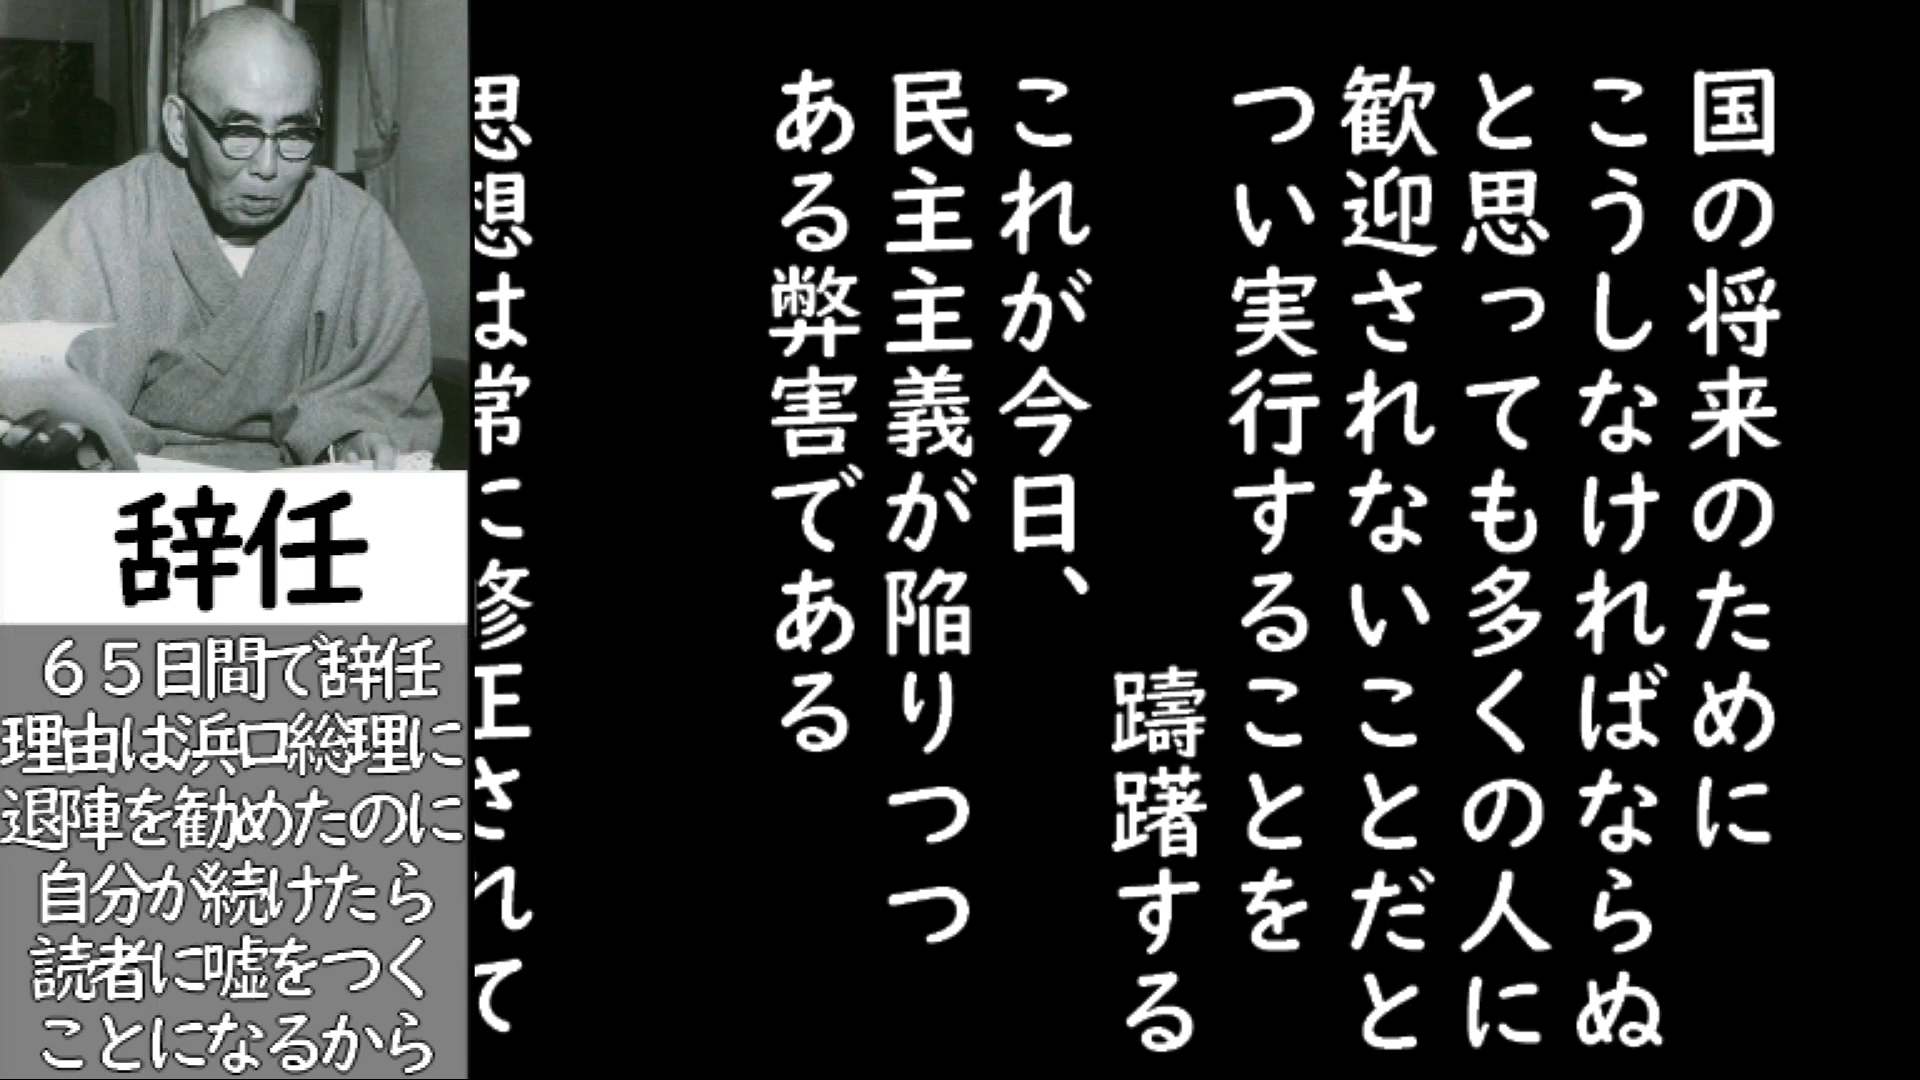 国の将来のために
こうしなければならぬ
と思っても多くの人に
歓迎されないことだと
つい実行することを
躊躇する
これが今日、
民主主義が陥りつつ
ある弊害である
思想は常に修正されて
辞任
65日間で辞任
理由は浜口総理に
退陣を勧めたのに
自分が続けたら
読者に嘘をつく
ことになるから